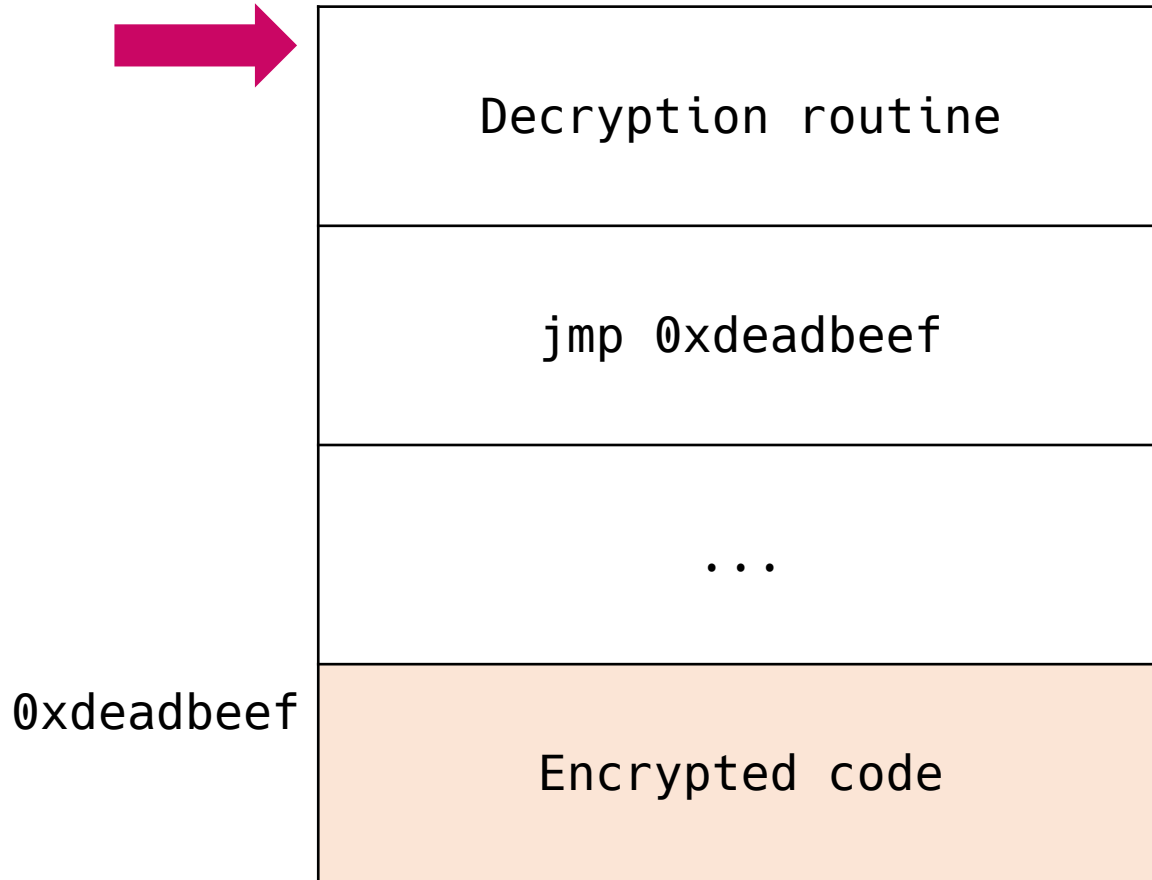 Decryption routine
jmp 0xdeadbeef
...
0xdeadbeef
Encrypted code